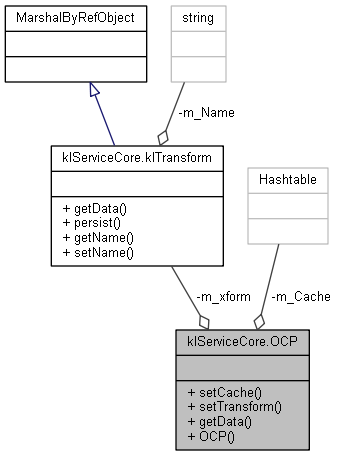 MarshalByRefObject
string
-m_Name
klServiceCore.klTransform
+ getData()
+ persist()
+ getName()
+ setName()
Hashtable
-m_xform
-m_Cache
klServiceCore.OCP
+ setCache()
+ setTransform()
+ getData()
+ OCP()